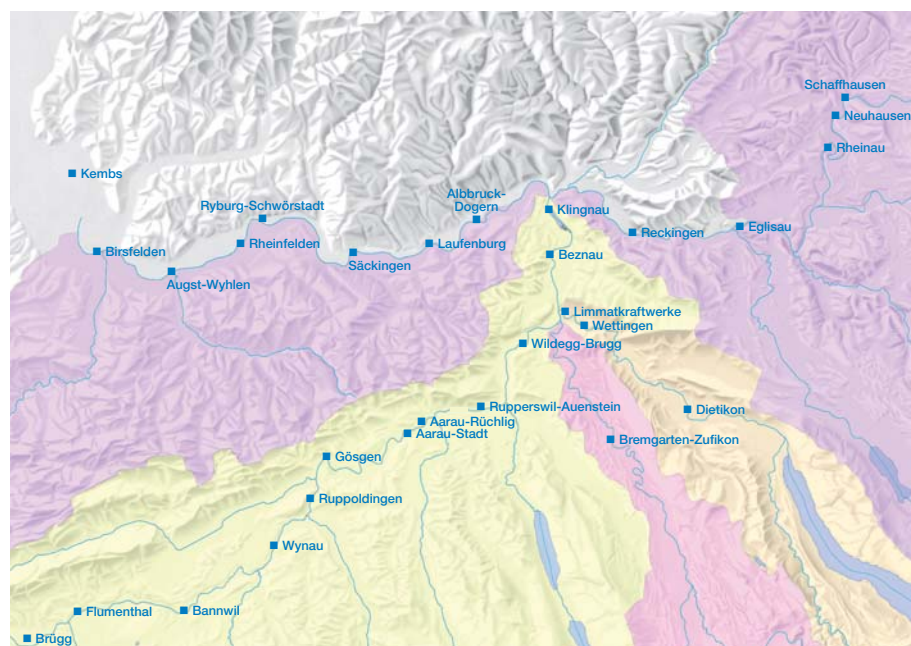 Schaffhausen
Neuhausen
Rheinau
Kembs
Albbruck-
Dogern
Ryburg-Schwörstadt
Klingnau
Reckingen
Eglisau
Birsfelden
Rheinfelden
Laufenburg
Säckingen
Beznau
Augst-Wyhlen
Limmatkraftwerke
Wettingen
Wildegg-Brugg
Rupperswil-Auenstein
Dietikon
Aarau-Rüchlig
Aarau-Stadt
Bremgarten-Zufikon
Gösgen
Ruppoldingen
Wynau
Flumenthal
Bannwil
Brügg